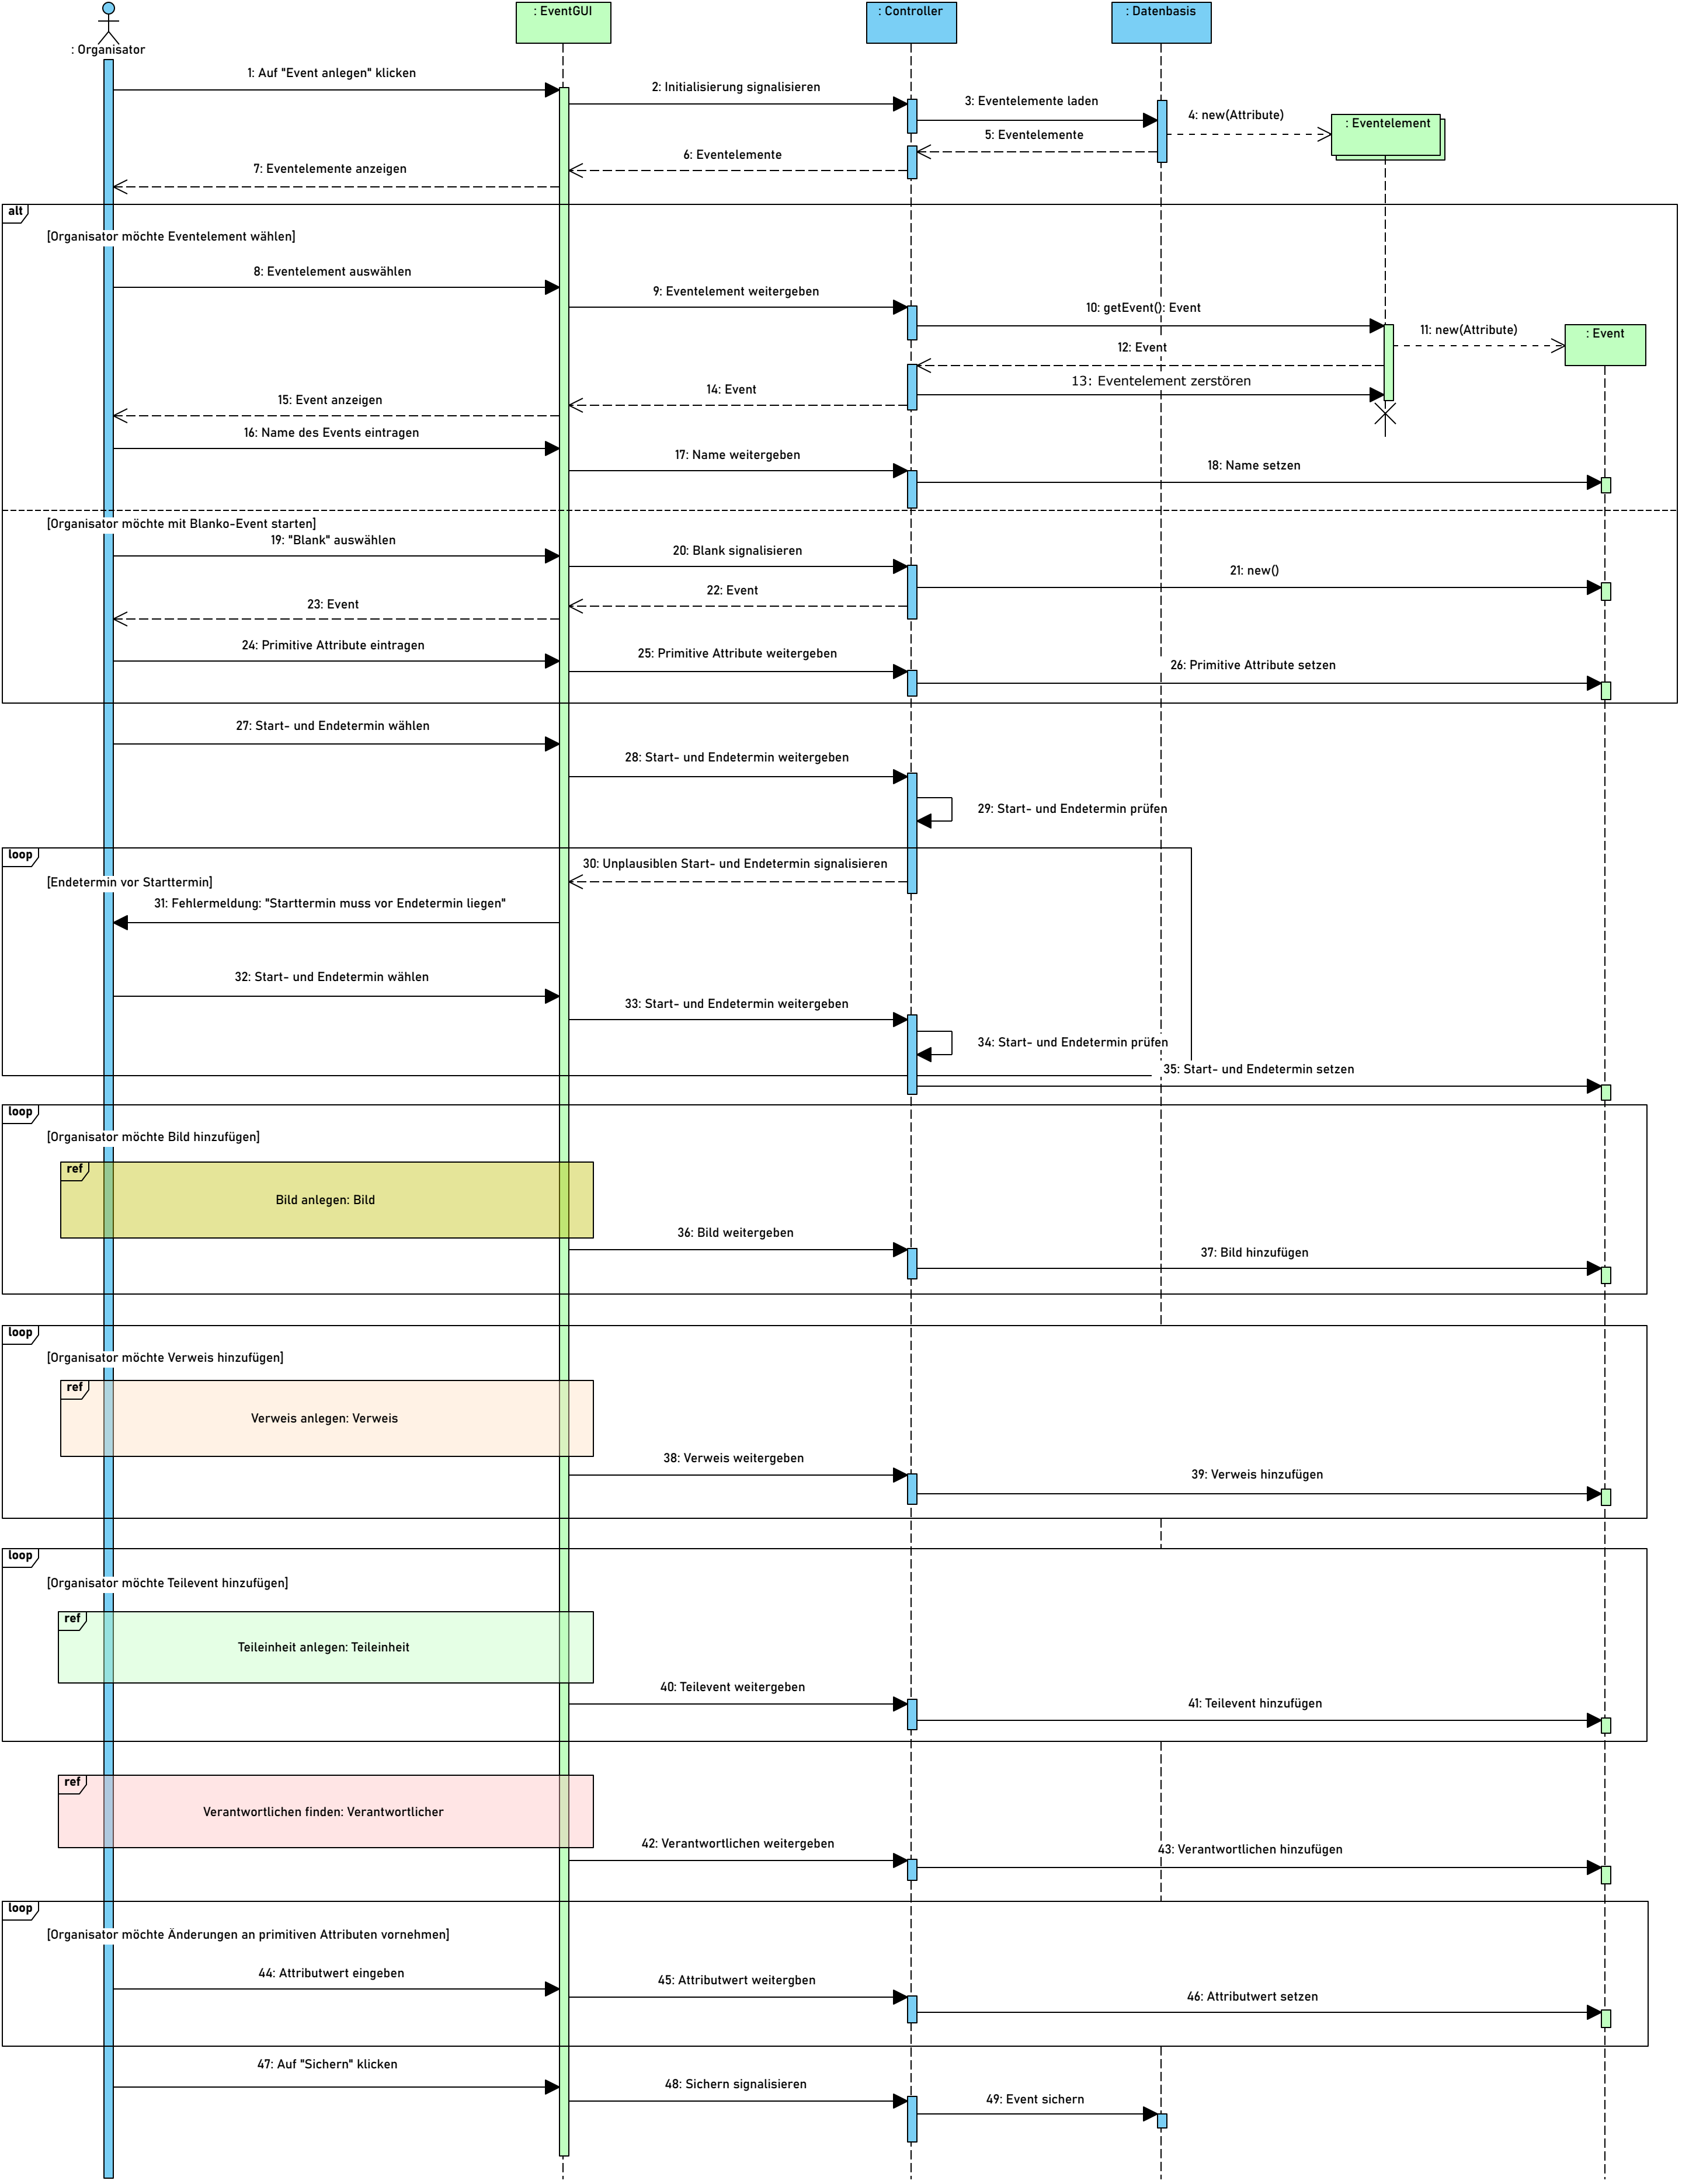 : Organisator
: EventGUI
: Controller
: Datenbasis
1: Auf "Event anlegen" klicken
2: Initialisierung signalisieren
3: Eventelemente laden
4: new(Attribute)
: Eventelement
5: Eventelemente
6: Eventelemente
7: Eventelemente anzeigen
alt
[Organisator möchte Eventelement wählen]
8: Eventelement auswählen
9: Eventelement weitergeben
10: getEvent(): Event
11: new(Attribute)
: Event
12: Event
13: Eventelement zerstören
14: Event
15: Event anzeigen
16: Name des Events eintragen
17: Name weitergeben
18: Name setzen
[Organisator möchte mit Blanko-Event starten]
19: "Blank" auswählen
20: Blank signalisieren
21: new()
22: Event
23: Event
24: Primitive Attribute eintragen
25: Primitive Attribute weitergeben
26: Primitive Attribute setzen
27: Start- und Endetermin wählen
28: Start- und Endetermin weitergeben
29: Start- und Endetermin prüfen
loop
30: Unplausiblen Start- und Endetermin signalisieren
[Endetermin vor Starttermin]
31: Fehlermeldung: "Starttermin muss vor Endetermin liegen"
32: Start- und Endetermin wählen
33: Start- und Endetermin weitergeben
34: Start- und Endetermin prüfen
35: Start- und Endetermin setzen
loop
[Organisator möchte Bild hinzufügen]
ref
Bild anlegen: Bild
36: Bild weitergeben
37: Bild hinzufügen
loop
[Organisator möchte Verweis hinzufügen]
ref
Verweis anlegen: Verweis
38: Verweis weitergeben
39: Verweis hinzufügen
loop
[Organisator möchte Teilevent hinzufügen]
ref
Teileinheit anlegen: Teileinheit
40: Teilevent weitergeben
41: Teilevent hinzufügen
ref
Verantwortlichen finden: Verantwortlicher
42: Verantwortlichen weitergeben
43: Verantwortlichen hinzufügen
loop
[Organisator möchte Änderungen an primitiven Attributen vornehmen]
44: Attributwert eingeben
45: Attributwert weitergben
46: Attributwert setzen
47: Auf "Sichern" klicken
48: Sichern signalisieren
49: Event sichern